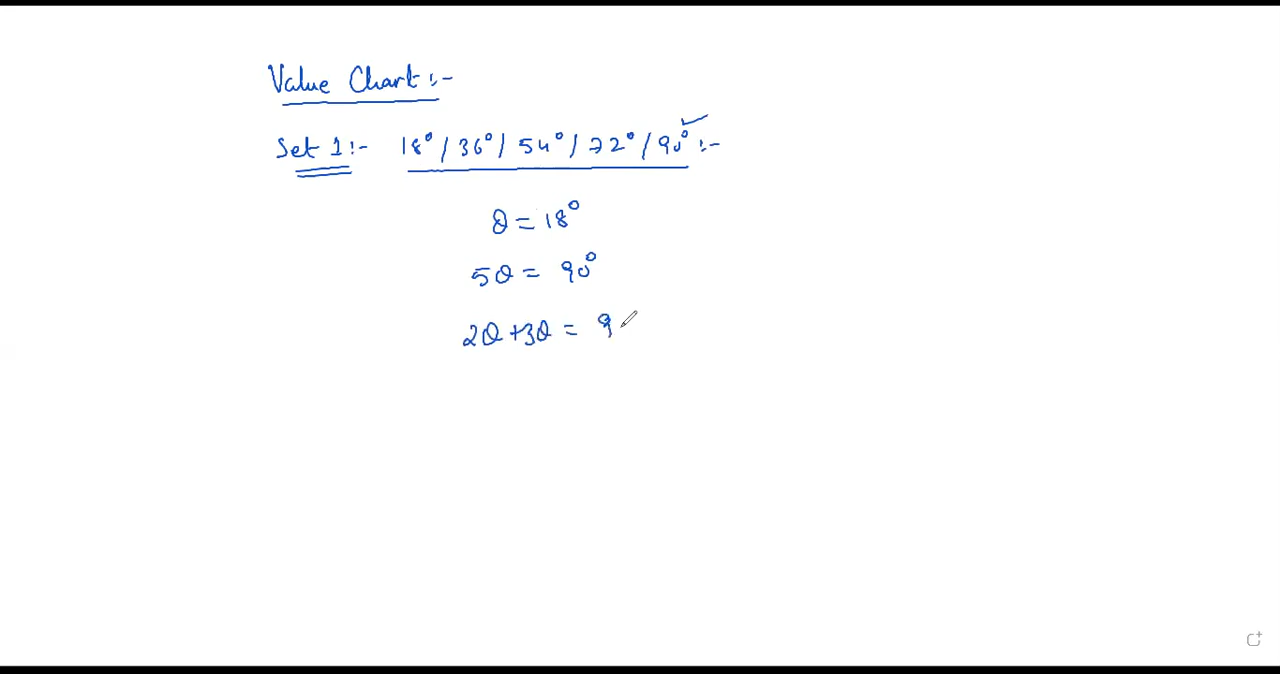 Value Chart :-
Set 1 :- 18° / 36° / 54° / 72° / 90° :-
θ = 18°
5θ = 90°
2θ + 3θ = 9